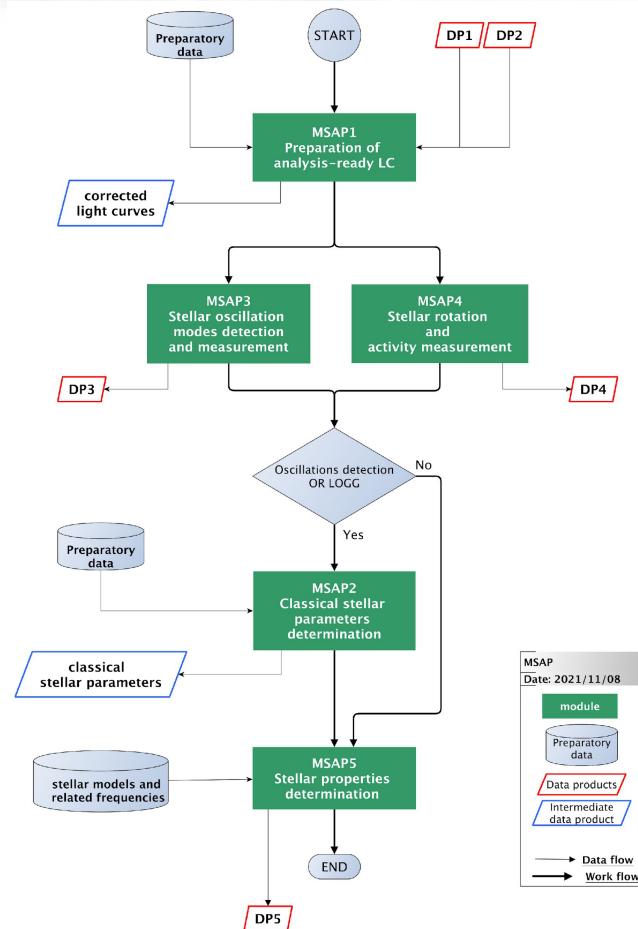 Preparatory
data
START
DP1
DP2
MSAP1
Preparation of
analysis-ready LC
corrected
light curves
MSAP3
Stellar oscillation
modes detection
and measurement
MSAP4
Stellar rotation
and
activity measurement
DP3
DP4
Oscillations detection
OR LOGG
No
Yes
Preparatory
data
MSAP2
Classical stellar
parameters
determination
classical
stellar parameters
stellar models and
related frequencies
MSAP5
Stellar properties
determination
END
DP5
MSAP
Date: 2021/11/08
module
Preparatory
data
Data products
Intermediate
data product
Data flow
Work flow